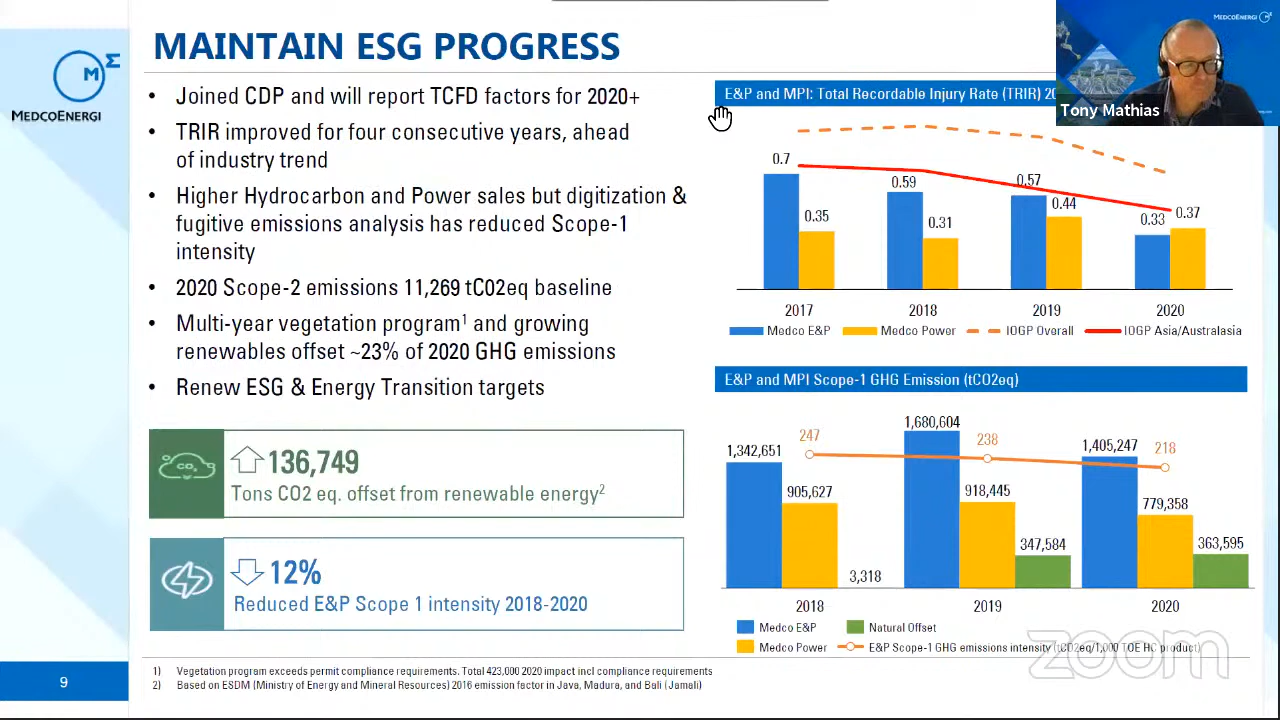 MAINTAIN ESG PROGRESS
MEDCOENERGI
MEDCOENERGI
Tony Mathias
• Joined CDP and will report TCFD factors for 2020+
• TRIR improved for four consecutive years, ahead
of industry trend
• Higher Hydrocarbon and Power sales but digitization &
fugitive emissions analysis has reduced Scope-1
intensity
• 2020 Scope-2 emissions 11,269 tCO2eq baseline
• Multi-year vegetation program1 and growing
renewables offset ~23% of 2020 GHG emissions
• Renew ESG & Energy Transition targets
CO2
136,749
Tons CO2 eq. offset from renewable energy2
12%
Reduced E&P Scope 1 intensity 2018-2020
E&P and MPI: Total Recordable Injury Rate (TRIR) 20
0.7
0.59
0.57
0.35
0.31
0.44
0.33
0.37
2017 2018 2019 2020
Medco E&P Medco Power IOGP Overall IOGP Asia/Australasia
E&P and MPI Scope-1 GHG Emission (tCO2eq)
1,342,651
247
1,680,604
238
1,405,247
218
905,627
918,445
779,358
3,318
347,584
363,595
2018 2019 2020
Medco E&P Natural Offset
Medco Power E&P Scope-1 GHG emissions intensity (tCO2eq/1,000 TOE HC product)
zoom
1) Vegetation program exceeds permit compliance requirements. Total 423,000 2020 impact incl compliance requirements
2) Based on ESDM (Ministry of Energy and Mineral Resources) 2016 emission factor in Java, Madura, and Bali (Jamali)
9